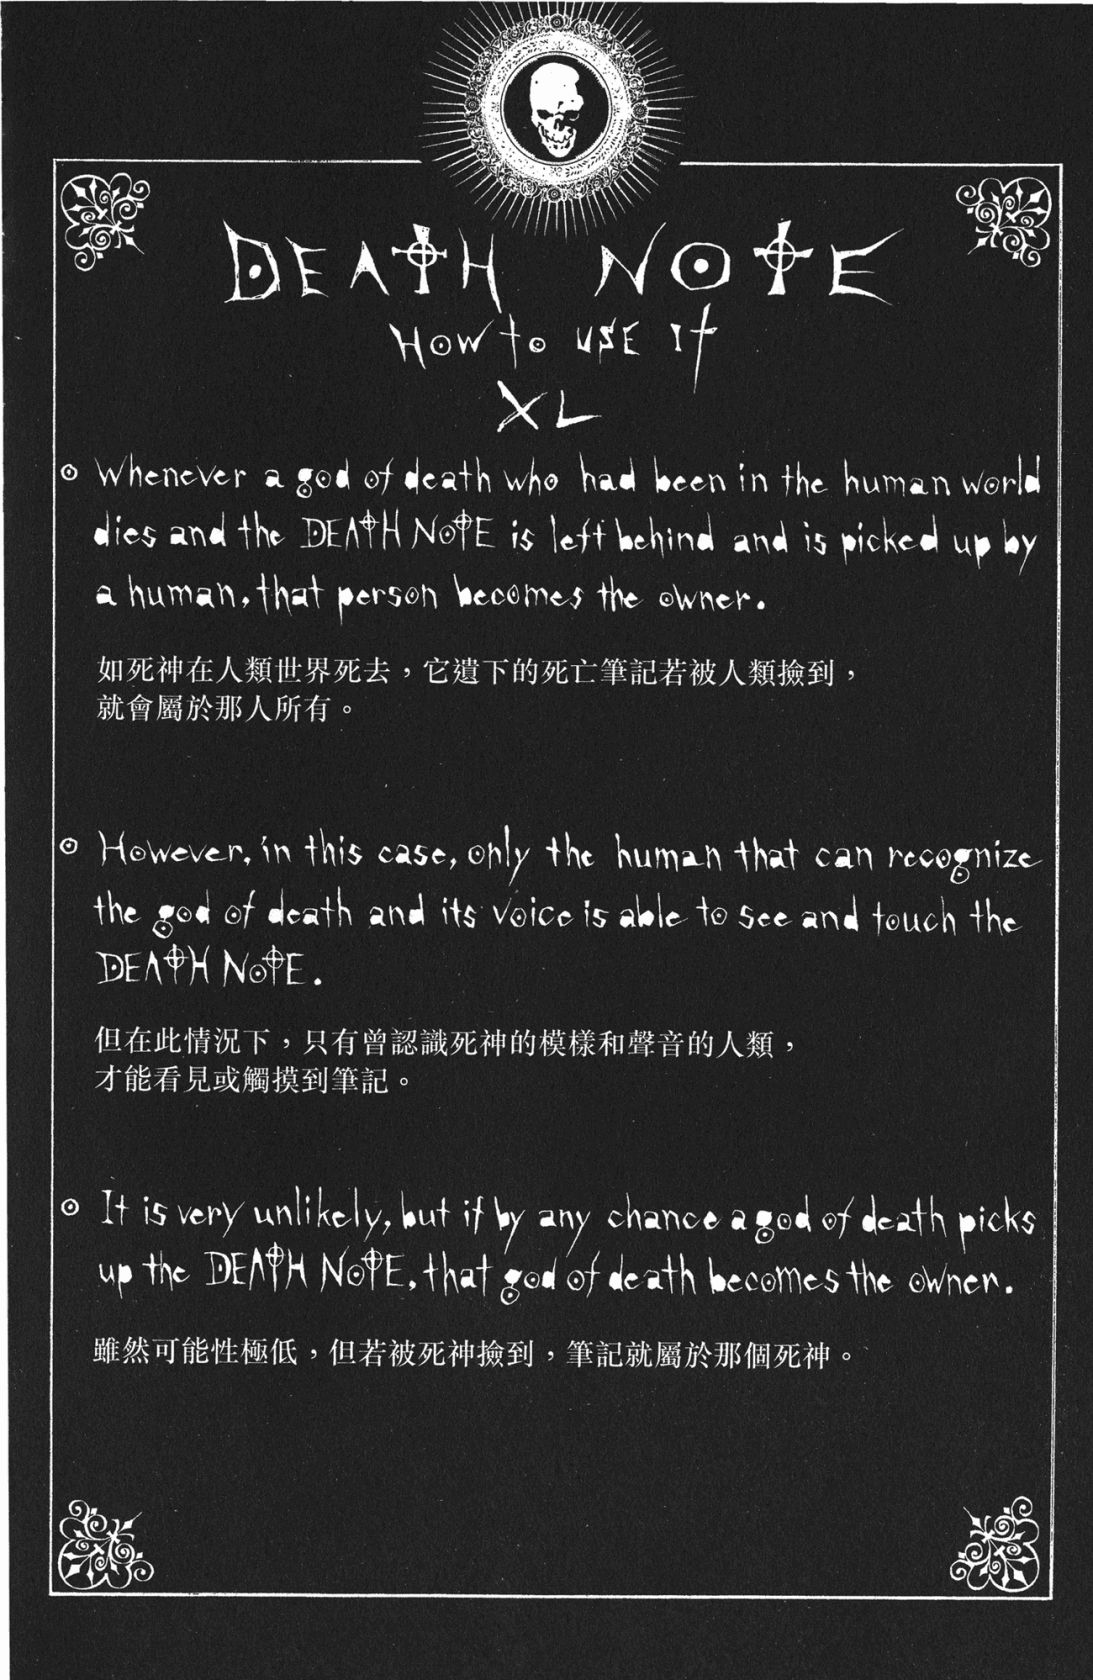 DEATH NOTE
HOW TO USE IT
XL
Whenever a god of death who had been in the human world
dies and the DEATH NOTE is left behind and is picked up by
a human, that person becomes the owner.
如死神在人類世界死去，它遺下的死亡筆記若被人類撿到，
就會屬於那人所有。
However, in this case, only the human that can recognize
the god of death and its voice is able to see and touch the
DEATH NOTE.
但在此情況下，只有曾認識死神的模樣和聲音的人類，
才能看見或觸摸到筆記。
It is very unlikely, but if by any chance a god of death picks
up the DEATH NOTE, that god of death becomes the owner.
雖然可能性極低，但若被死神撿到，筆記就屬於那個死神。